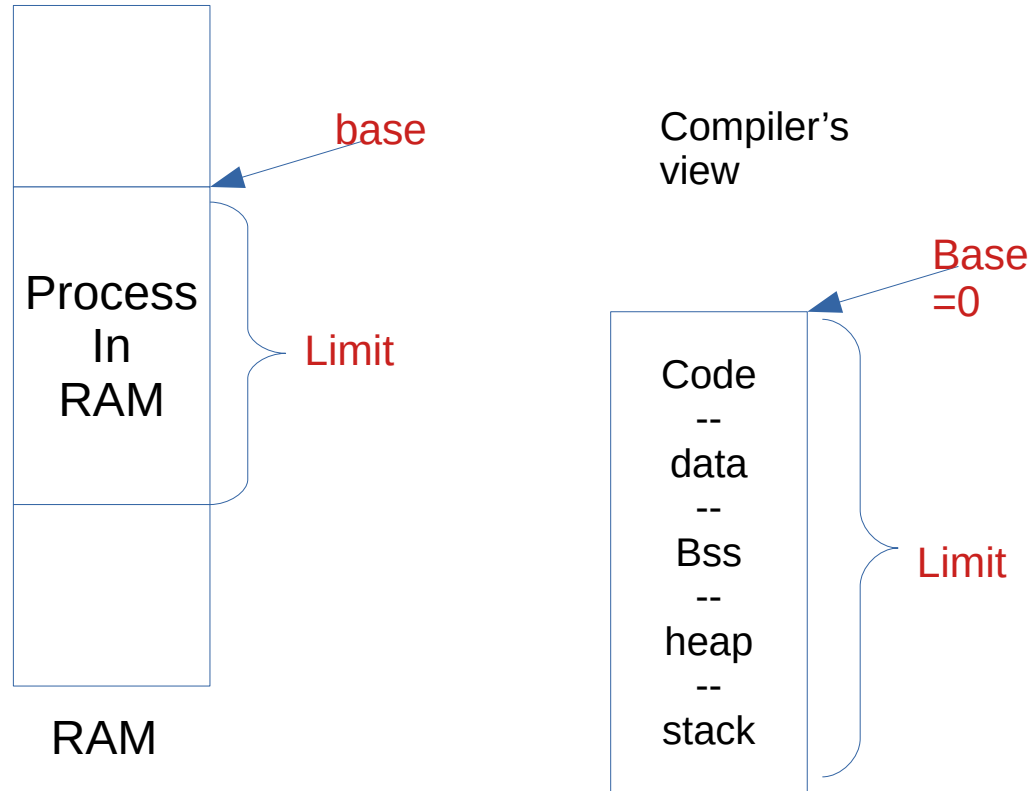 base
Process
In
RAM
Limit
RAM
Compiler's
view
Base
=0
Code
--
data
--
Bss
--
heap
--
stack
Limit